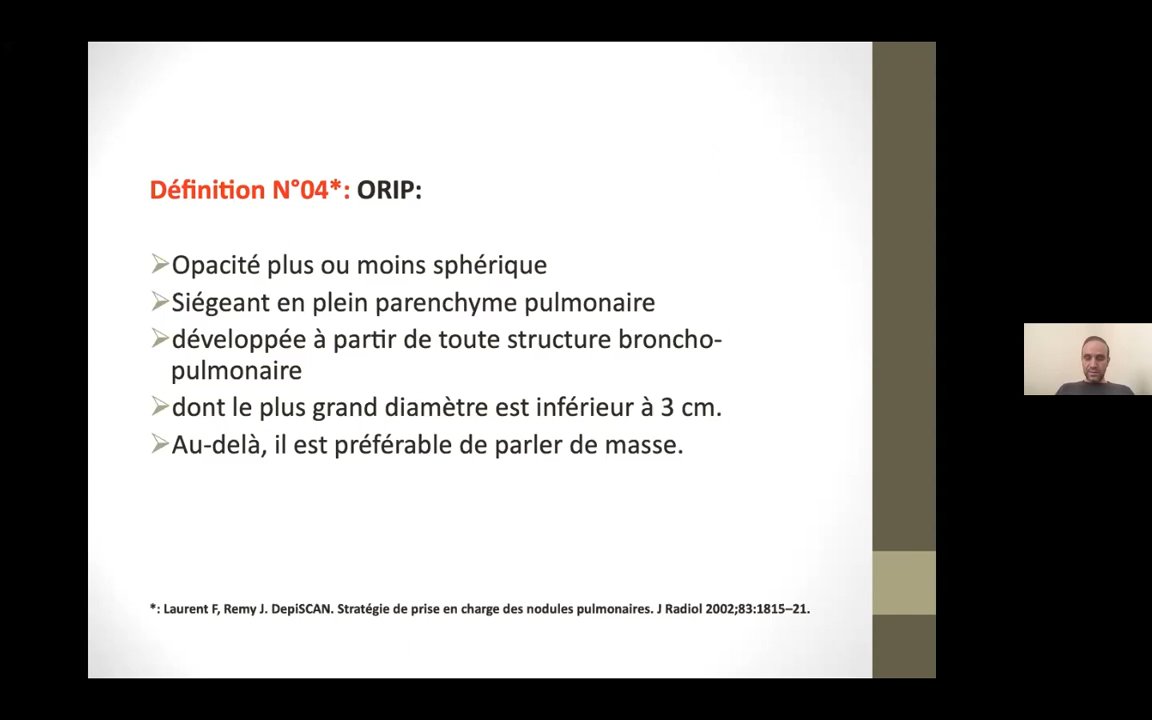 Définition N°04*: ORIP:
➢Opacité plus ou moins sphérique
➢Siégeant en plein parenchyme pulmonaire
➢développée à partir de toute structure broncho-
pulmonaire
➢dont le plus grand diamètre est inférieur à 3 cm.
➢Au-delà, il est préférable de parler de masse.
*: Laurent F, Remy J. DepiSCAN. Stratégie de prise en charge des nodules pulmonaires. J Radiol 2002;83:1815–21.